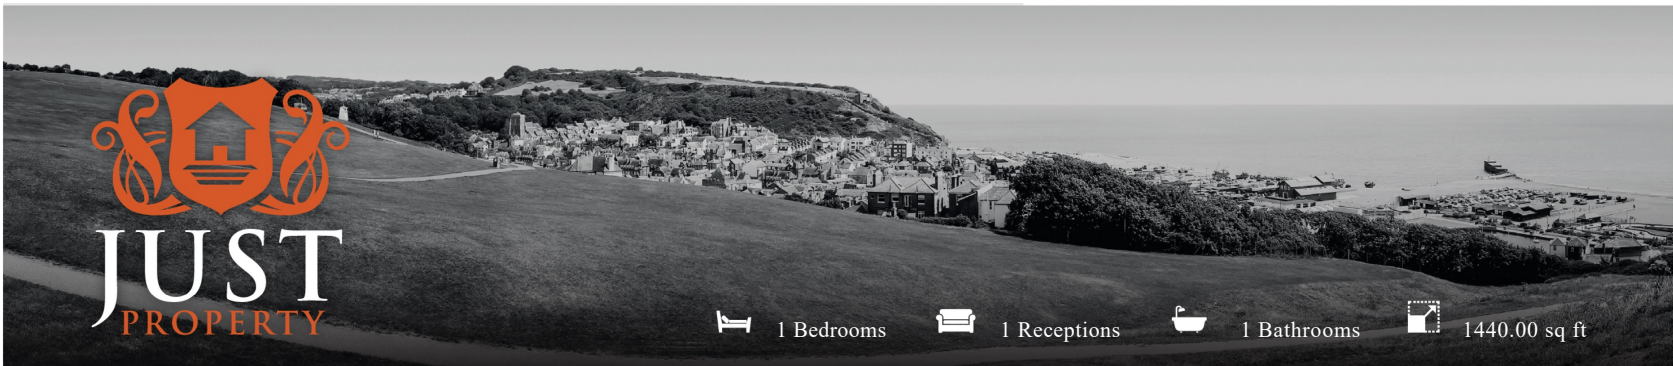 JUST
PROPERTY
1 Bedrooms
1 Receptions
1 Bathrooms
1440.00 sq ft